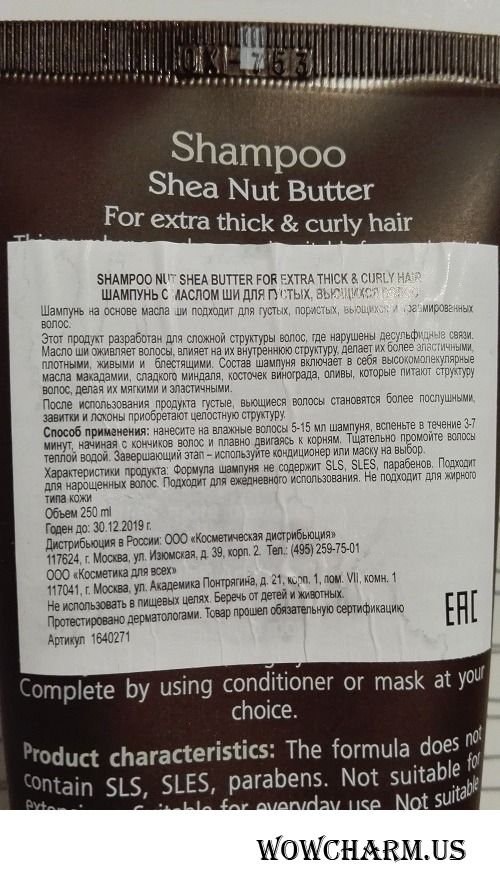 OK-763
Shampoo
Shea Nut Butter
For extra thick & curly hair
SHAMPOO NUT SHEA BUTTER FOR EXTRA THICK & CURLY HAIR
ШАМПУНЬ С МАСЛОМ ШИ ДЛЯ ГУСТЫХ, ВЬЮЩИХСЯ ВОЛОС
Шампунь на основе масла ши подходит для густых, пористых, вьющихся и травмированных
волос.
Этот продукт разработан для сложной структуры волос, где нарушены десульфидные связи.
Масло ши оживляет волосы, влияет на их внутреннюю структуру, делает их более эластичными,
плотными, живыми и блестящими. Состав шампуня включает в себя высокомолекулярные
масла макадамии, сладкого миндаля, косточек винограда, оливы, которые питают структуру
волос, делая их мягкими и эластичными.
После использования продукта густые, вьющиеся волосы становятся более послушными,
завитки и локоны приобретают целостную структуру.
Способ применения: нанесите на влажные волосы 5-15 мл шампуня, вспеньте в течение 3-7
минут, начиная с кончиков волос и плавно двигаясь к корням. Тщательно промойте волосы
теплой водой. Завершающий этап – используйте кондиционер или маску на выбор.
Характеристики продукта: Формула шампуня не содержит SLS, SLES, парабенов. Подходит
для нарощенных волос. Подходит для ежедневного использования. Не подходит для жирного
типа кожи
Объем 250 ml
Годен до: 30.12.2019 г.
Дистрибьюция в России: ООО «Косметическая дистрибьюция»
117624, г. Москва, ул. Изюмская, д. 39, корп. 2. Тел.: (495) 259-75-01
ООО «Косметика для всех»
117041, г. Москва, ул. Академика Понтрягина, д. 21, корп. 1, пом. VII, комн. 1
Не использовать в пищевых целях. Беречь от детей и животных.
Протестировано дерматологами. Товар прошел обязательную сертификацию
Артикул 1640271
EAC
Complete by using conditioner or mask at your
choice.
Product characteristics: The formula does not
contain SLS, SLES, parabens. Not suitable for
for everyday use. Not suitable
WOWCHARM.US